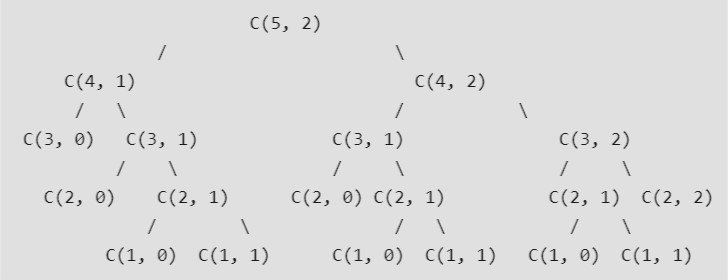 C(5, 2)
/ \
C(4, 1) C(4, 2)
/ \ / \
C(3, 0) C(3, 1) C(3, 1) C(3, 2)
/ \ / \ / \
C(2, 0) C(2, 1) C(2, 0) C(2, 1) C(2, 1) C(2, 2)
/ \ / \ / \
C(1, 0) C(1, 1) C(1, 0) C(1, 1) C(1, 0) C(1, 1)